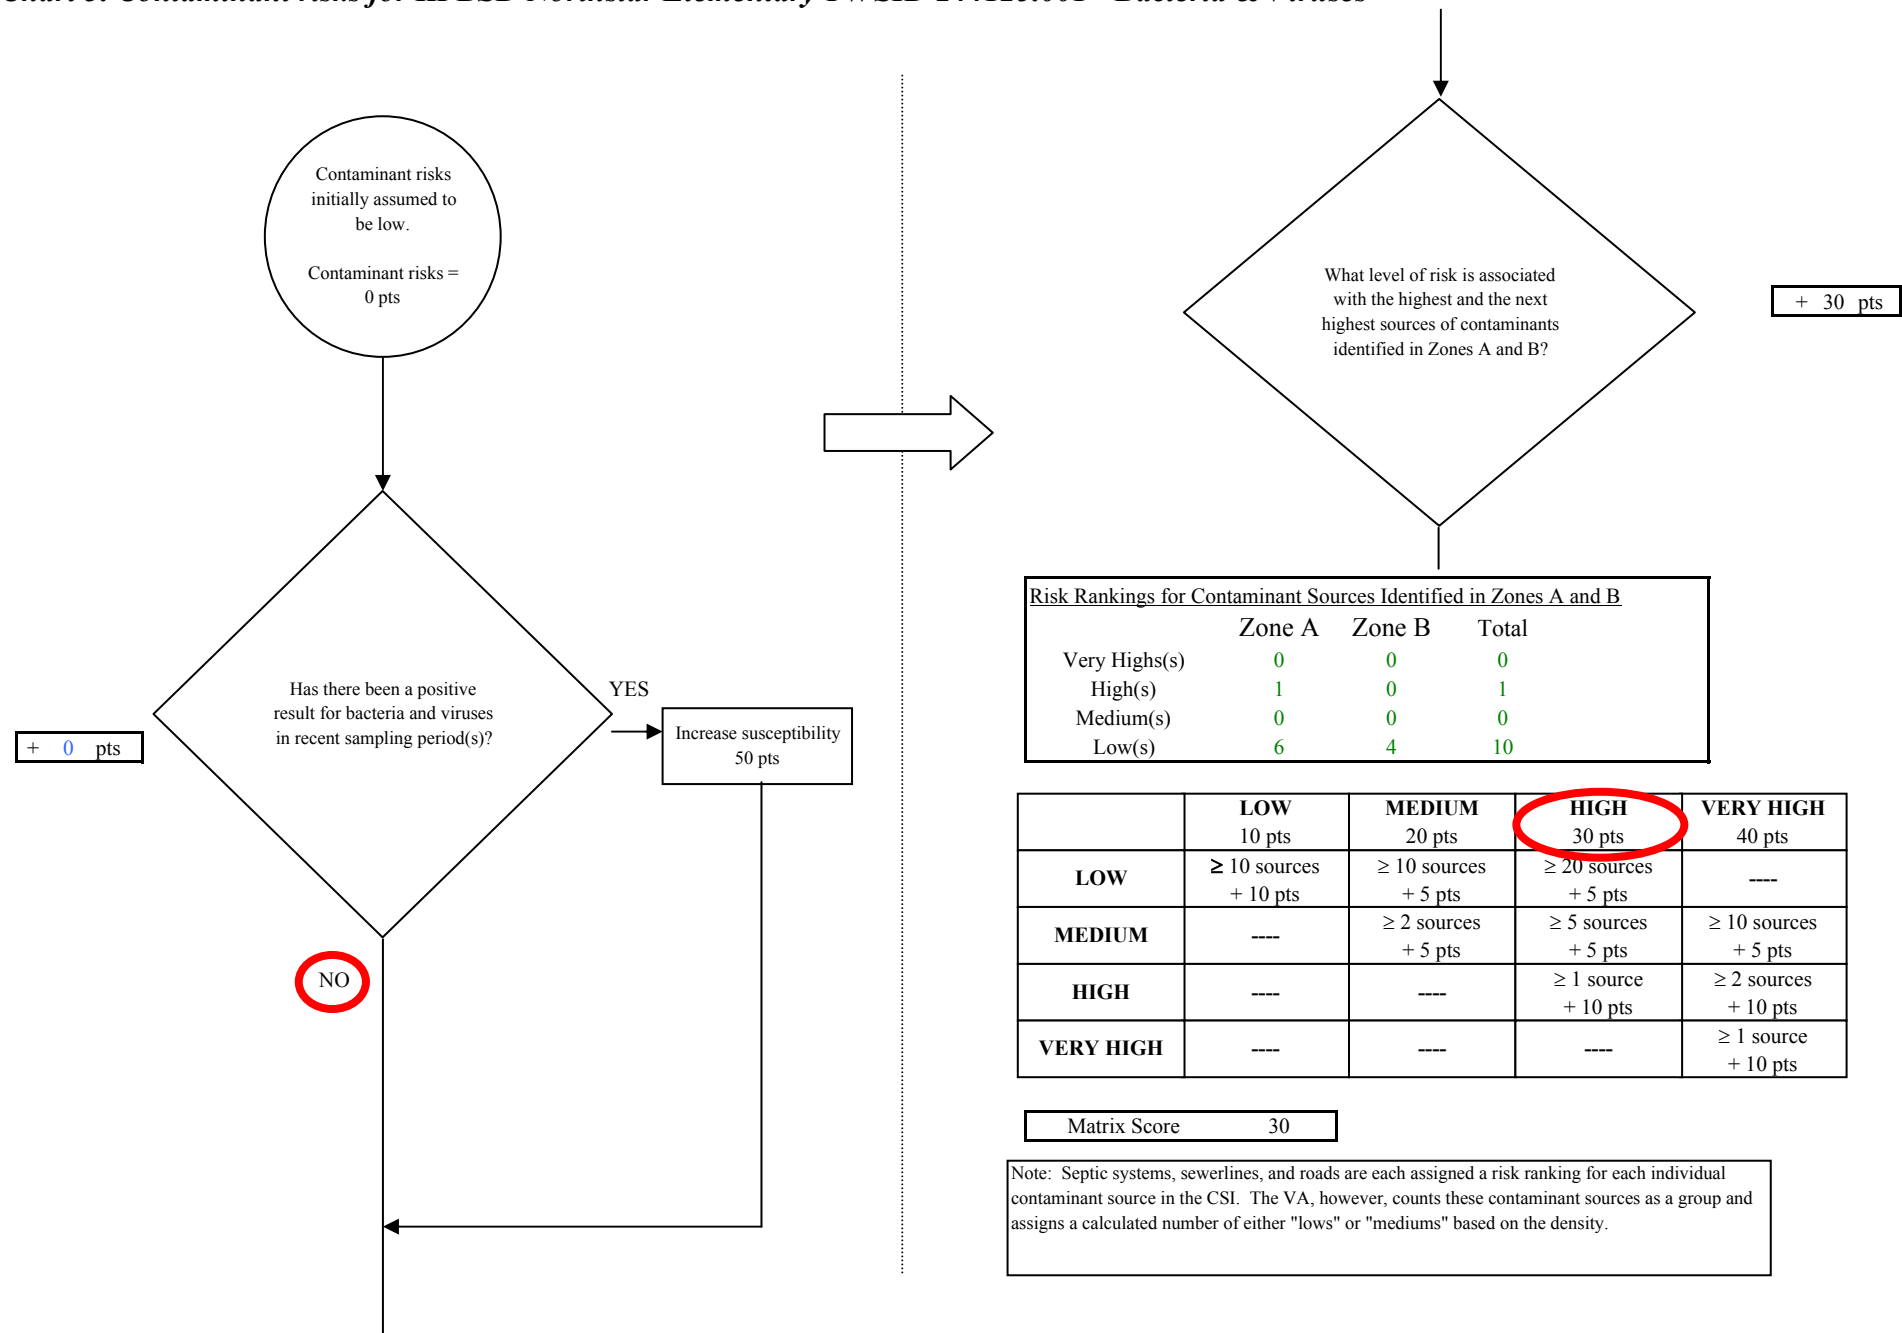 Contaminant risks
initially assumed to
be low.
Contaminant risks =
0 pts
Has there been a positive
result for bacteria and viruses
in recent sampling period(s)?
+ 0 pts
YES
Increase susceptibility
50 pts
NO
What level of risk is associated
with the highest and the next
highest sources of contaminants
identified in Zones A and B?
+ 30 pts
Risk Rankings for Contaminant Sources Identified in Zones A and B
Zone A Zone B Total
Very Highs(s) 0 0 0
High(s) 1 0 1
Medium(s) 0 0 0
Low(s) 6 4 10
LOW MEDIUM HIGH VERY HIGH
10 pts 20 pts 30 pts 40 pts
LOW ≥ 10 sources ≥ 10 sources ≥ 20 sources ----
+ 10 pts + 5 pts + 5 pts
MEDIUM ---- ≥ 2 sources ≥ 5 sources ≥ 10 sources
+ 5 pts + 5 pts + 5 pts
HIGH ---- ---- ≥ 1 source ≥ 2 sources
+ 10 pts + 10 pts
VERY HIGH ---- ---- ---- ≥ 1 source
+ 10 pts
Matrix Score 30
Note: Septic systems, sewerlines, and roads are each assigned a risk ranking for each individual
contaminant source in the CSI. The VA, however, counts these contaminant sources as a group and
assigns a calculated number of either "lows" or "mediums" based on the density.